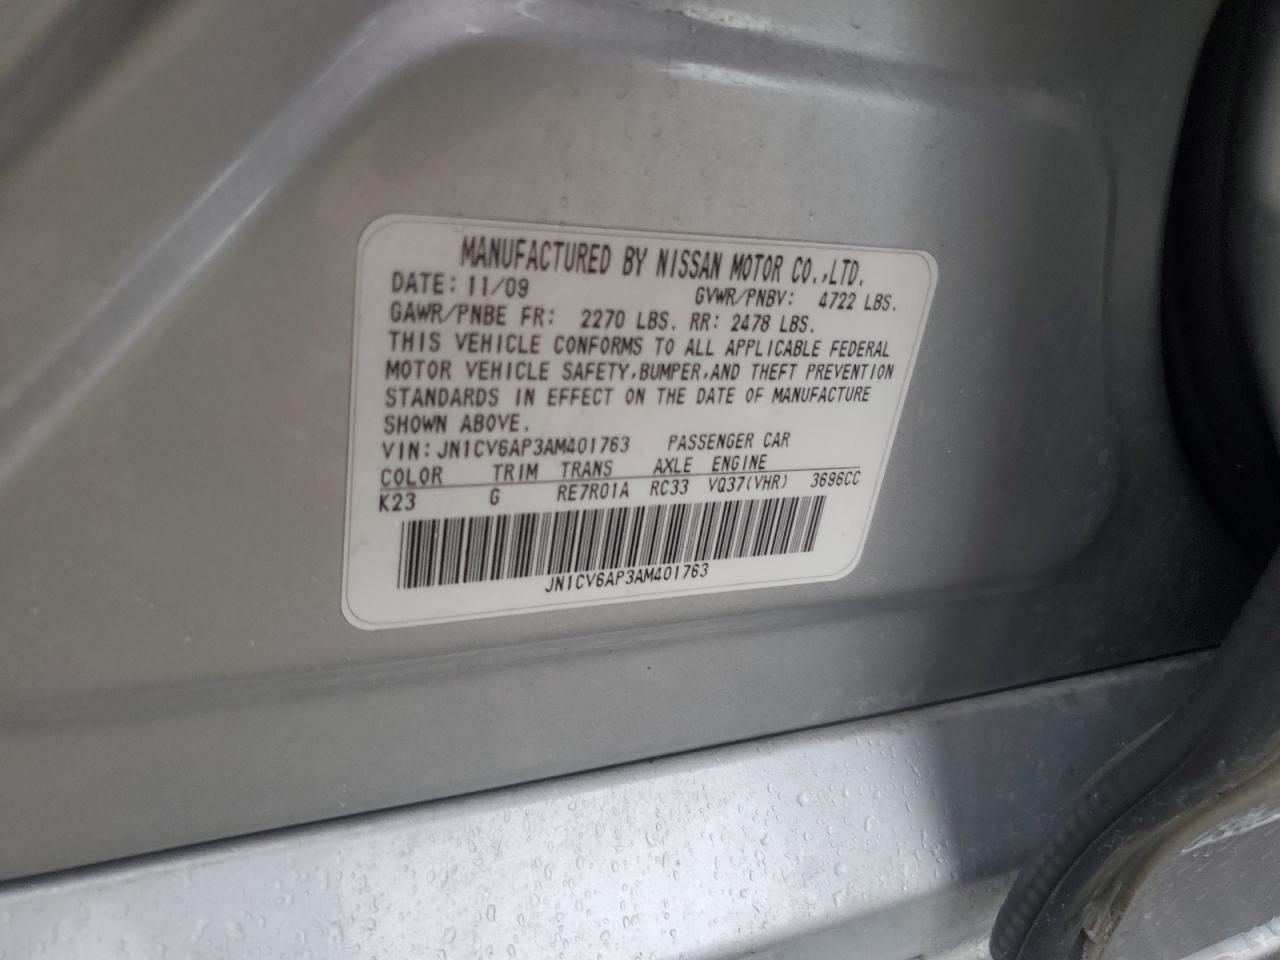 MANUFACTURED BY NISSAN MOTOR CO.,LTD.
DATE: 11/09 GVWR/PNBV: 4722 LBS.
GAWR/PNBE FR: 2270 LBS. RR: 2478 LBS.
THIS VEHICLE CONFORMS TO ALL APPLICABLE FEDERAL
MOTOR VEHICLE SAFETY,BUMPER,AND THEFT PREVENTION
STANDARDS IN EFFECT ON THE DATE OF MANUFACTURE
SHOWN ABOVE.
VIN:JN1CV6AP3AM401763 PASSENGER CAR
COLOR TRIM TRANS AXLE ENGINE
K23 G RE7R01A RC33 VQ37(VHR) 3696CC
JN1CV6AP3AM401763